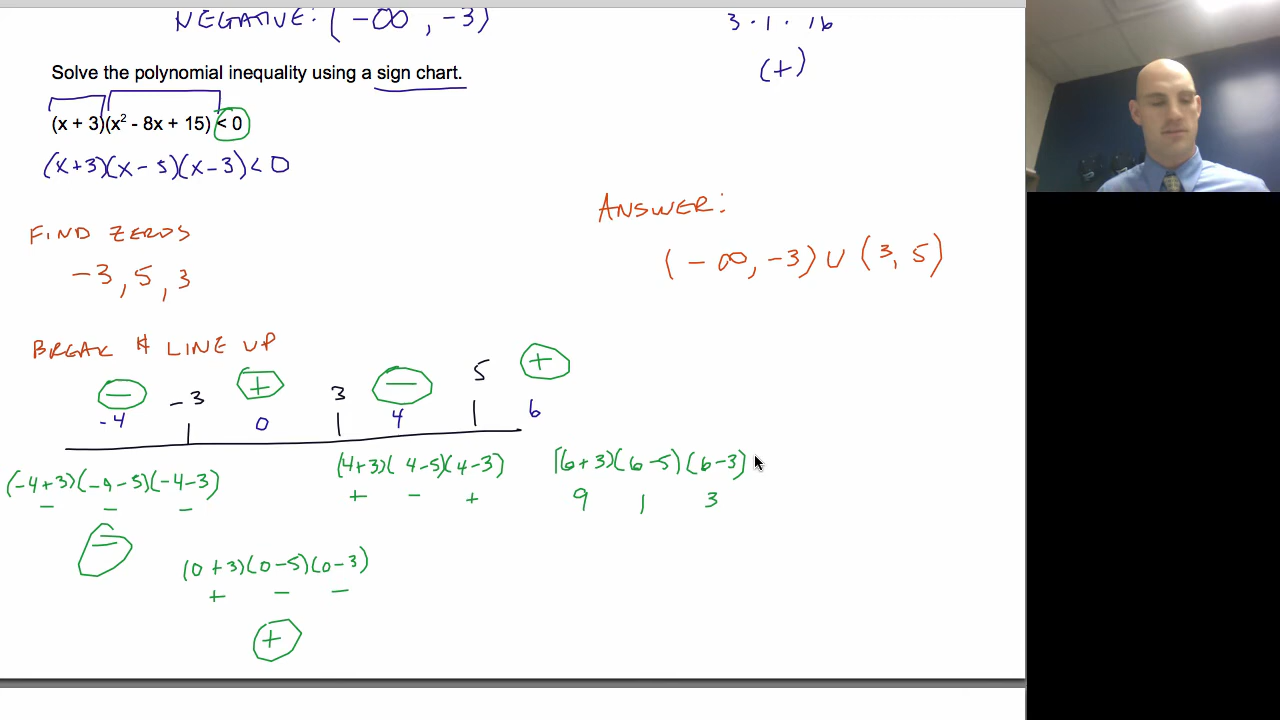 NEGATIVE: (-∞, -3)
3 · 1 · 16
(+)
Solve the polynomial inequality using a sign chart.
(x + 3)(x² - 8x + 15) < 0
(x+3)(x-5)(x-3) < 0
FIND ZEROS
-3, 5, 3
ANSWER:
(-∞, -3) ∪ (3, 5)
BREAK # LINE UP
- -3 + 3 - 5 +
-4 0 4 6
(-4+3)(-4-5)(-4-3)
- - -
-
(0+3)(0-5)(0-3)
+ - -
+
(4+3)(4-5)(4-3)
+ - +
(6+3)(6-5)(6-3)
9 1 3